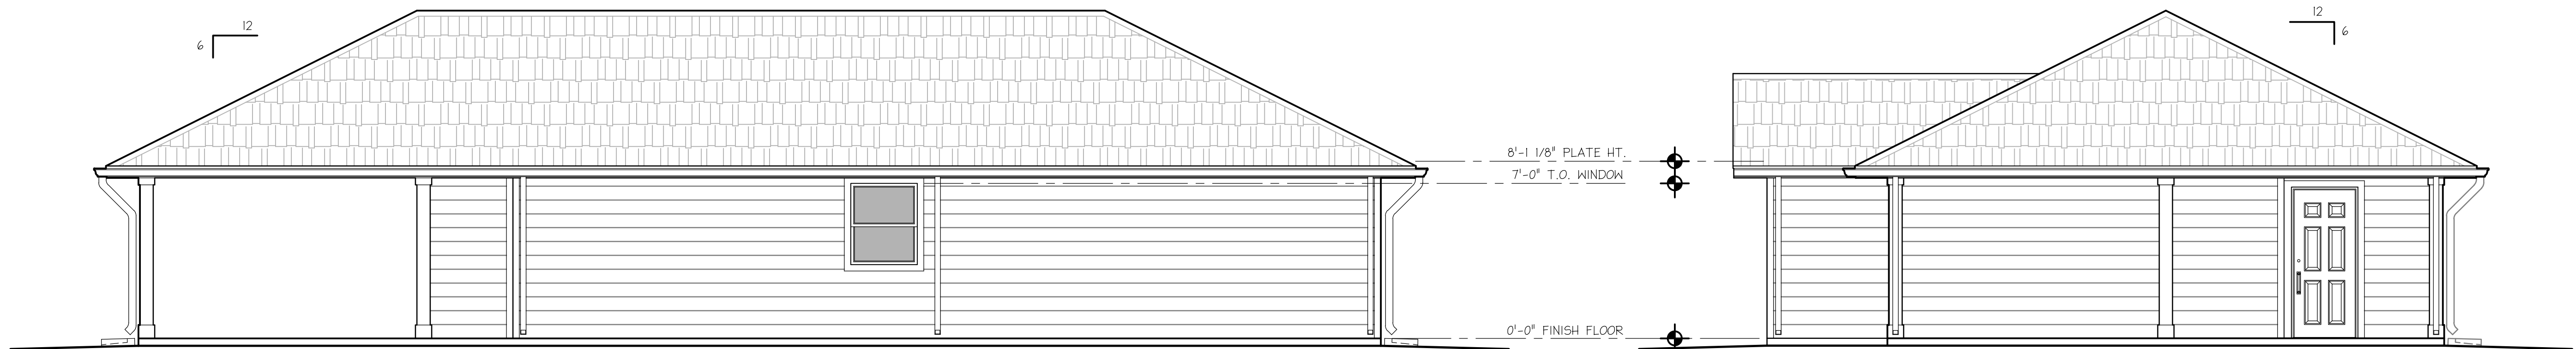 12
6
8'-1 1/8" PLATE HT.
7'-0" T.O. WINDOW
0'-0" FINISH FLOOR
12
6